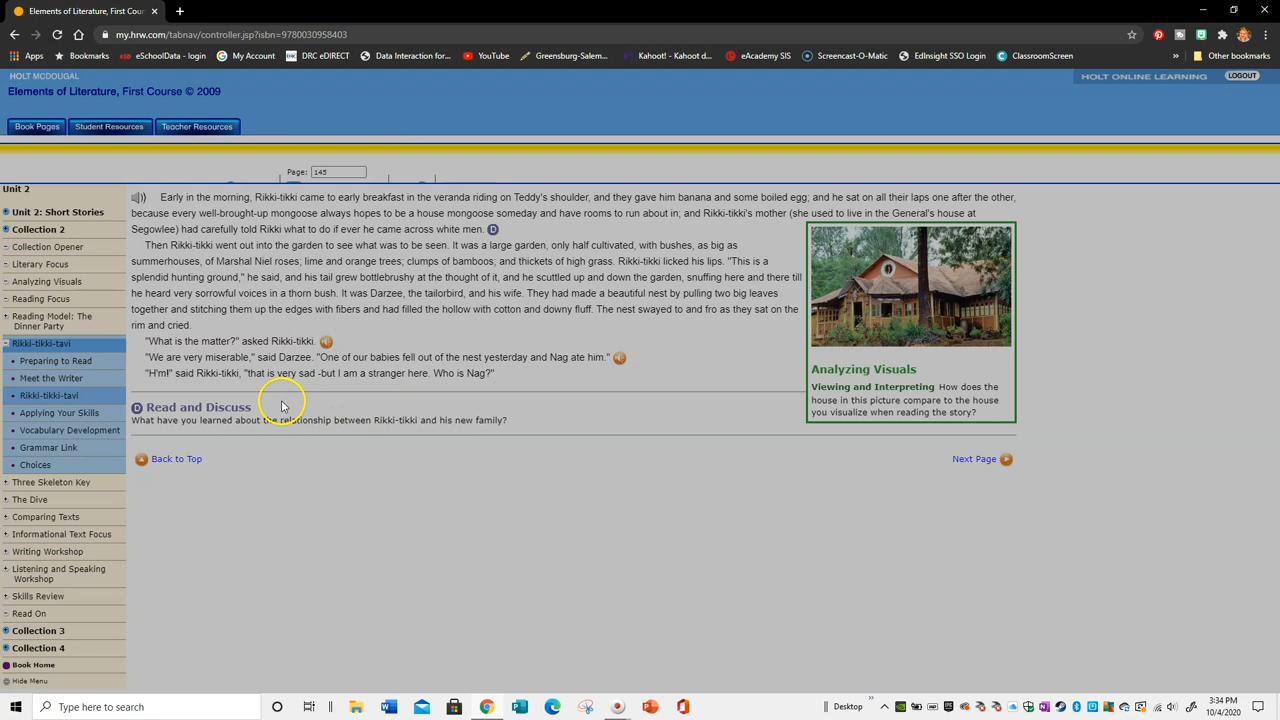 Elements of Literature, First Cour
my.hrw.com/tabnav/controller.jsp?isbn=9780030958403
Apps Bookmarks eSchoolData - login My Account DRC eDIRECT Data Interaction for... YouTube Greensburg-Salem... Kahoot! - Kahoot d... eAcademy SIS Screencast-O-Matic EdInsight SSO Login ClassroomScreen Other bookmarks
HOLT MCDOUGAL
HOLT ONLINE LEARNING LOGOUT
Elements of Literature, First Course © 2009
Book Pages Student Resources Teacher Resources
Page: 145
Unit 2
Unit 2: Short Stories
Collection 2
Collection Opener
Literary Focus
Analyzing Visuals
Reading Focus
Reading Model: The
Dinner Party
Rikki-tikki-tavi
Preparing to Read
Meet the Writer
Rikki-tikki-tavi
Applying Your Skills
Vocabulary Development
Grammar Link
Choices
Three Skeleton Key
The Dive
Comparing Texts
Informational Text Focus
Writing Workshop
Listening and Speaking
Workshop
Skills Review
Read On
Collection 3
Collection 4
Book Home
Hide Menu
Early in the morning, Rikki-tikki came to early breakfast in the veranda riding on Teddy's shoulder, and they gave him banana and some boiled egg; and he sat on all their laps one after the other,
because every well-brought-up mongoose always hopes to be a house mongoose someday and have rooms to run about in; and Rikki-tikki's mother (she used to live in the General's house at
Segowlee) had carefully told Rikki what to do if ever he came across white men. D
Then Rikki-tikki went out into the garden to see what was to be seen. It was a large garden, only half cultivated, with bushes, as big as
summerhouses, of Marshal Niel roses; lime and orange trees; clumps of bamboos; and thickets of high grass. Rikki-tikki licked his lips. "This is a
splendid hunting ground," he said, and his tail grew bottlebrushy at the thought of it, and he scuttled up and down the garden, snuffing here and there till
he heard very sorrowful voices in a thorn bush. It was Darzee, the tailorbird, and his wife. They had made a beautiful nest by pulling two big leaves
together and stitching them up the edges with fibers and had filled the hollow with cotton and downy fluff. The nest swayed to and fro as they sat on the
rim and cried.
"What is the matter?" asked Rikki-tikki.
"We are very miserable," said Darzee. "One of our babies fell out of the nest yesterday and Nag ate him."
"H'm!" said Rikki-tikki, "that is very sad -but I am a stranger here. Who is Nag?"
D Read and Discuss
What have you learned about the relationship between Rikki-tikki and his new family?
Back to Top
Next Page
Analyzing Visuals
Viewing and Interpreting How does the
house in this picture compare to the house
you visualize when reading the story?
Type here to search
Desktop
3:34 PM
10/4/2020